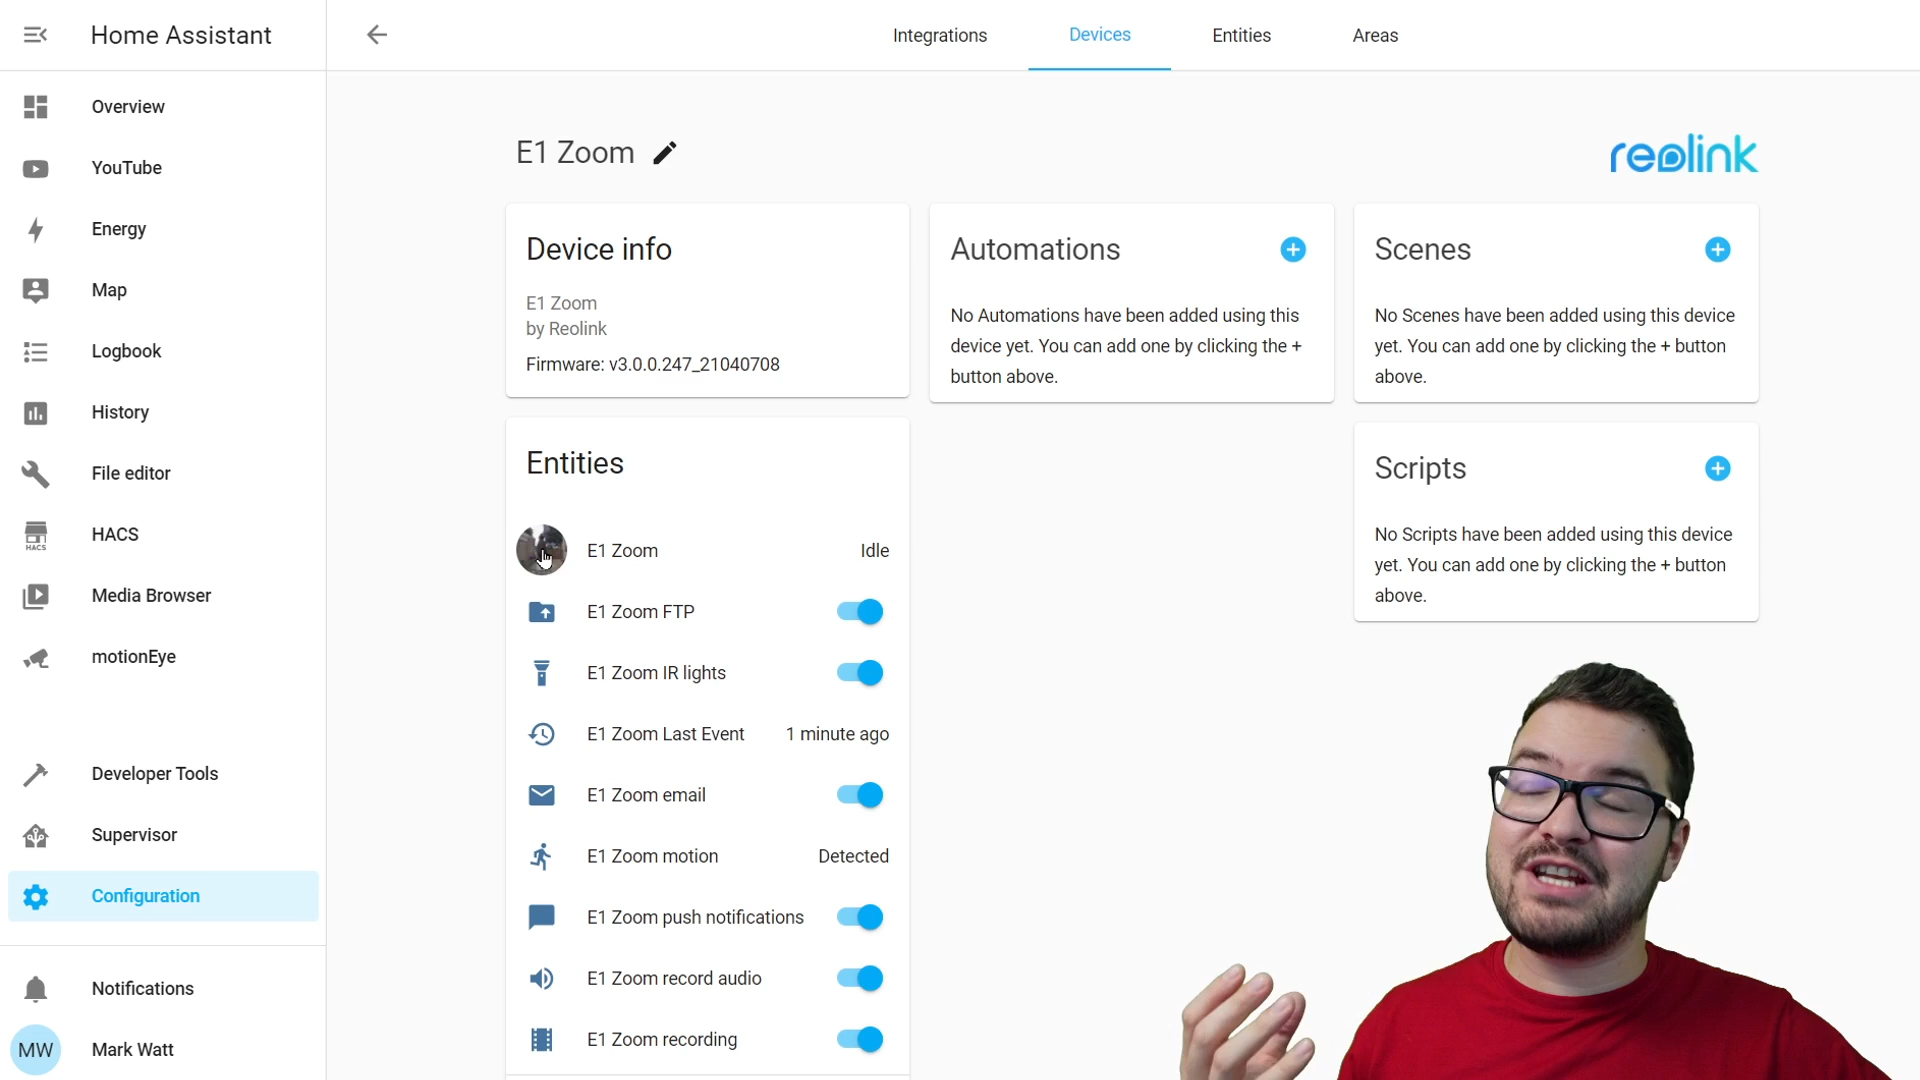 Home Assistant
Integrations
Devices
Entities
Areas
Overview
YouTube
Energy
Map
Logbook
History
File editor
HACS
HACS
Media Browser
motionEye
Developer Tools
Supervisor
Configuration
Notifications
MW
Mark Watt
E1 Zoom
reolink
Device info
E1 Zoom
by Reolink
Firmware: v3.0.0.247_21040708
Automations
No Automations have been added using this
device yet. You can add one by clicking the +
button above.
Scenes
No Scenes have been added using this device
yet. You can add one by clicking the + button
above.
Scripts
No Scripts have been added using this device
yet. You can add one by clicking the + button
above.
Entities
E1 Zoom Idle
E1 Zoom FTP
E1 Zoom IR lights
E1 Zoom Last Event 1 minute ago
E1 Zoom email
E1 Zoom motion Detected
E1 Zoom push notifications
E1 Zoom record audio
E1 Zoom recording